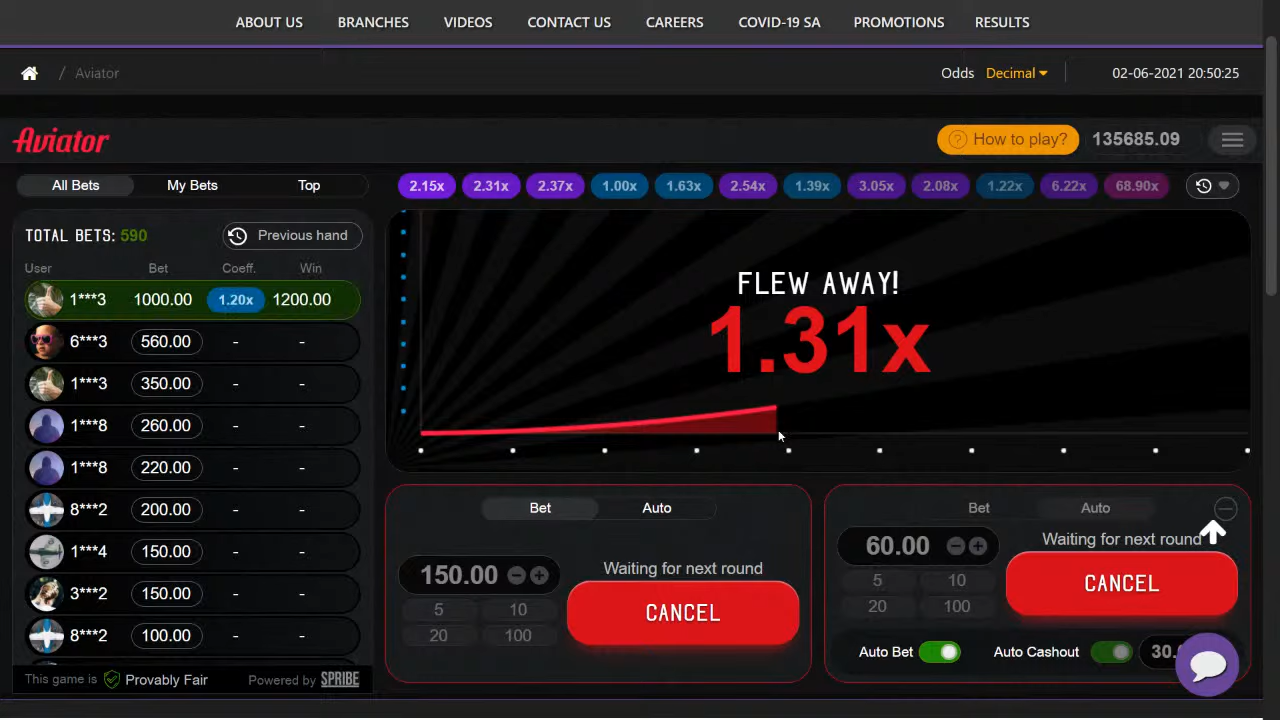 ABOUT US BRANCHES VIDEOS CONTACT US CAREERS COVID-19 SA PROMOTIONS RESULTS
/ Aviator Odds Decimal 02-06-2021 20:50:25
Aviator ? How to play? 135685.09
All Bets My Bets Top
2.15x 2.31x 2.37x 1.00x 1.63x 2.54x 1.39x 3.05x 2.08x 1.22x 6.22x 68.90x
TOTAL BETS: 590 Previous hand
User Bet Coeff. Win
1***3 1000.00 1.20x 1200.00
6***3 560.00 - -
1***3 350.00 - -
1***8 260.00 - -
1***8 220.00 - -
8***2 200.00 - -
1***4 150.00 - -
3***2 150.00 - -
8***2 100.00 - -
This game is Provably Fair Powered by SPRIBE
FLEW AWAY!
1.31x
Bet Auto
150.00
5 10
20 100
Waiting for next round
CANCEL
Bet Auto
60.00
5 10
20 100
Waiting for next round
CANCEL
Auto Bet Auto Cashout